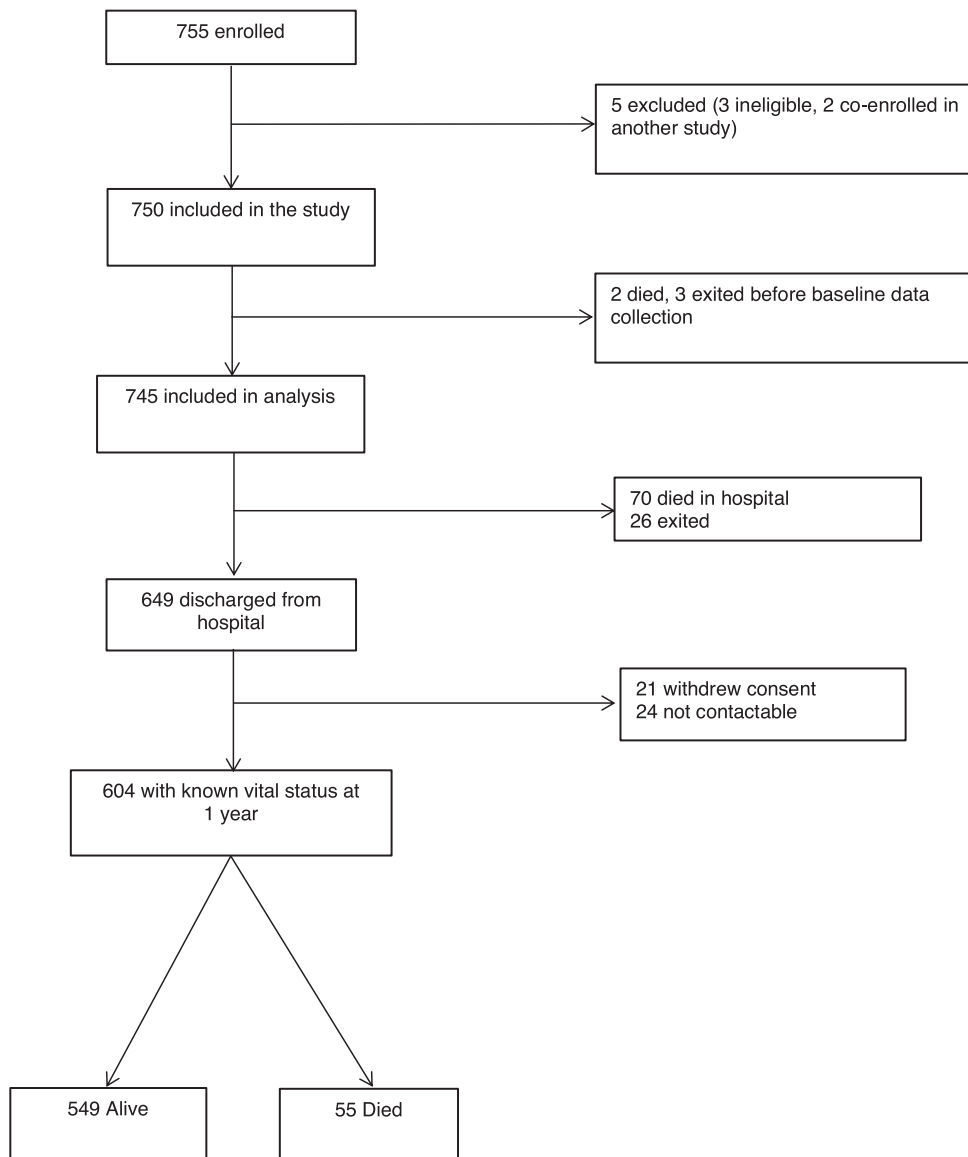 755 enrolled
5 excluded (3 ineligible, 2 co-enrolled in
another study)
750 included in the study
2 died, 3 exited before baseline data
collection
745 included in analysis
70 died in hospital
26 exited
649 discharged from
hospital
21 withdrew consent
24 not contactable
604 with known vital status at
1 year
549 Alive
55 Died